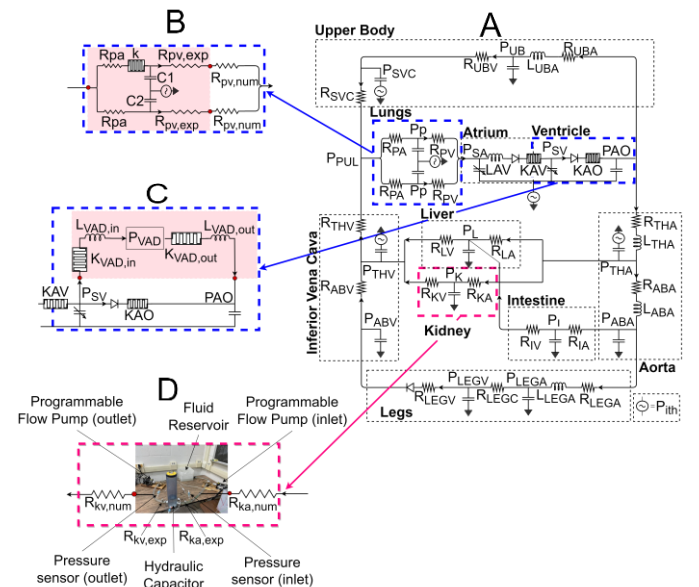 A
Upper Body
P_UB
R_UBV
L_UBA
R_UBA
P_SVC
R_SVC
Lungs
P_PUL
R_PA
Pp
R_PV
R_PA
Pp
R_PV
Atrium
P_SA
LAV
KAV
Ventricle
P_SV
KAO
PAO
Inferior Vena Cava
R_THV
P_THV
R_ABV
P_ABV
Liver
P_L
R_LV
R_LA
P_K
R_KV
R_KA
Kidney
Intestine
P_I
R_IV
R_IA
R_THA
L_THA
P_THA
R_ABA
L_ABA
P_ABA
Aorta
P_LEGV
P_LEGA
R_LEGV
R_LEGC
L_LEGA
R_LEGA
Legs
=P_ith
B
Rpa
k
Rpv,exp
R_pv,num
C1
C2
Rpa
R_pv,exp
R_pv,num
C
L_VAD,in
P_VAD
L_VAD,out
K_VAD,in
K_VAD,out
KAV
P_SV
KAO
PAO
D
Programmable
Flow Pump (outlet)
Fluid
Reservoir
Programmable
Flow Pump (inlet)
R_kv,num
R_ka,num
R_kv,exp
R_ka,exp
Pressure
sensor (outlet)
Hydraulic
Capacitor
Pressure
sensor (inlet)